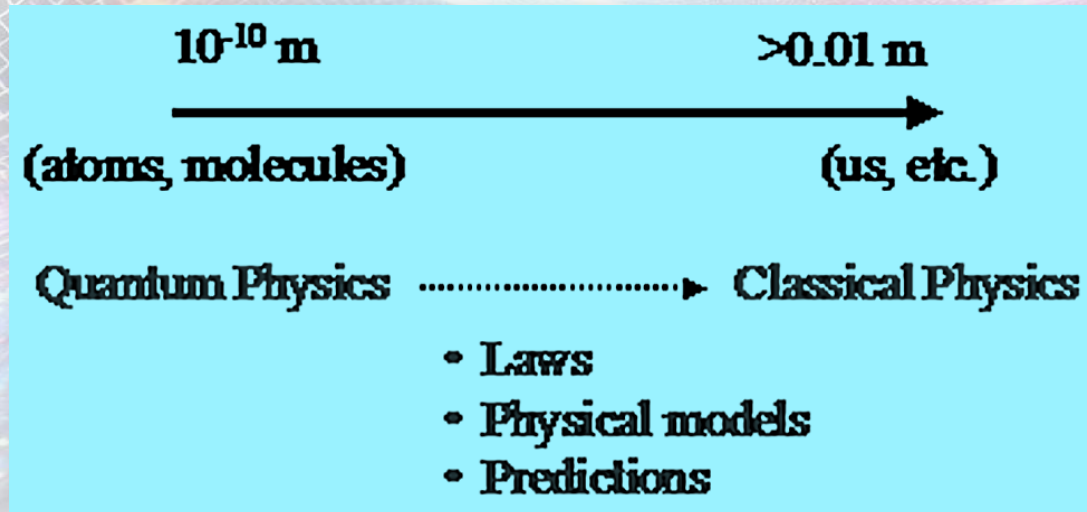 10⁻¹⁰ m >0.01 m
(atoms, molecules) (us, etc.)
Quantum Physics Classical Physics
• Laws
• Physical models
• Predictions